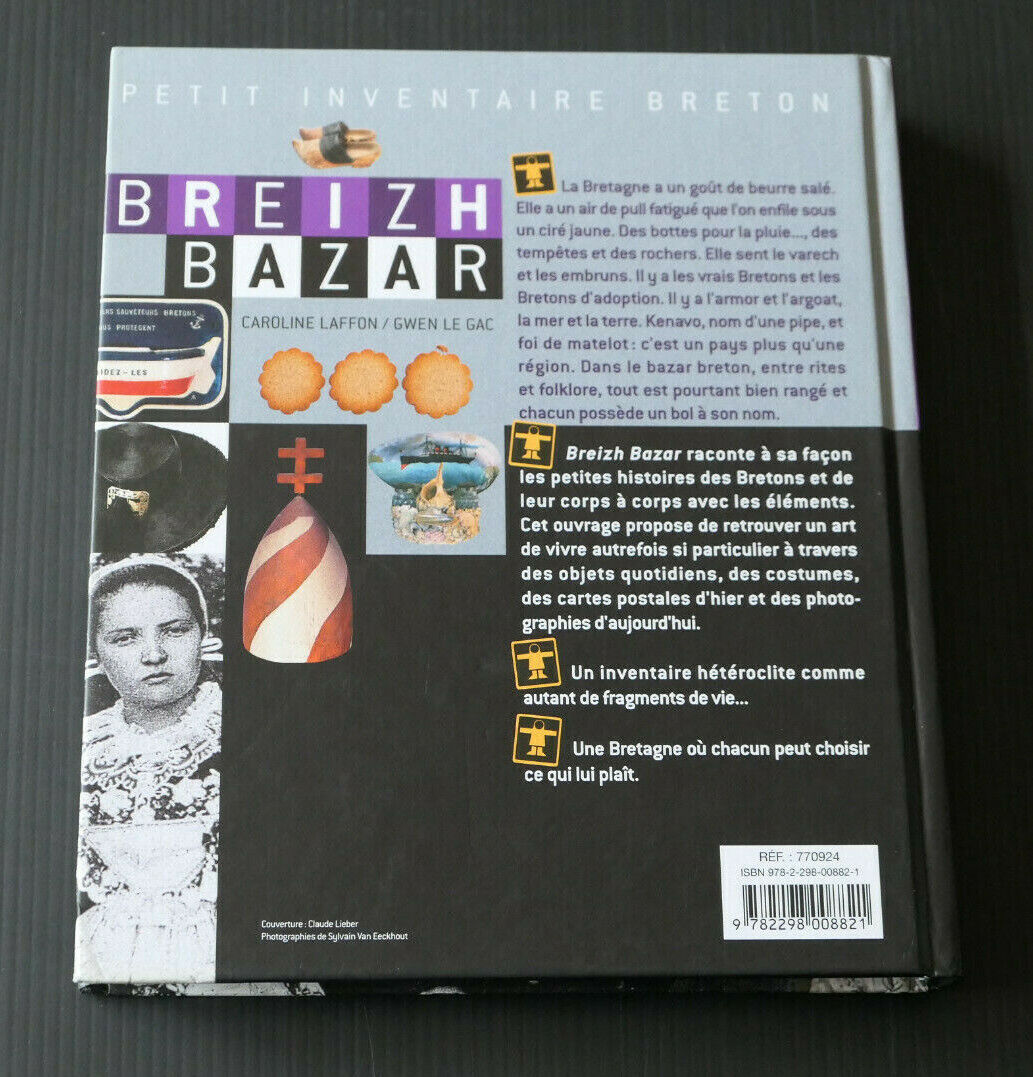 PETIT INVENTAIRE BRETON
BREIZH
BAZAR
CAROLINE LAFFON / GWEN LE GAC
SAUVETEURS BRETONS
PROTEGENT
La Bretagne a un goût de beurre salé.
Elle a un air de pull fatigué que l'on enfile sous
un ciré jaune. Des bottes pour la pluie..., des
tempêtes et des rochers. Elle sent le varech
et les embruns. Il y a les vrais Bretons et les
Bretons d'adoption. Il y a l'armor et l'argoat,
la mer et la terre. Kenavo, nom d'une pipe, et
foi de matelot : c'est un pays plus qu'une
région. Dans le bazar breton, entre rites
et folklore, tout est pourtant bien rangé et
chacun possède un bol à son nom.
Breizh Bazar raconte à sa façon
les petites histoires des Bretons et de
leur corps à corps avec les éléments.
Cet ouvrage propose de retrouver un art
de vivre autrefois si particulier à travers
des objets quotidiens, des costumes,
des cartes postales d'hier et des photo-
graphies d'aujourd'hui.
Un inventaire hétéroclite comme
autant de fragments de vie...
Une Bretagne où chacun peut choisir
ce qui lui plaît.
Couverture : Claude Lieber
Photographies de Sylvain Van Eeckhout
RÉF. : 770924
ISBN 978-2-298-00882-1
9 782298 008821